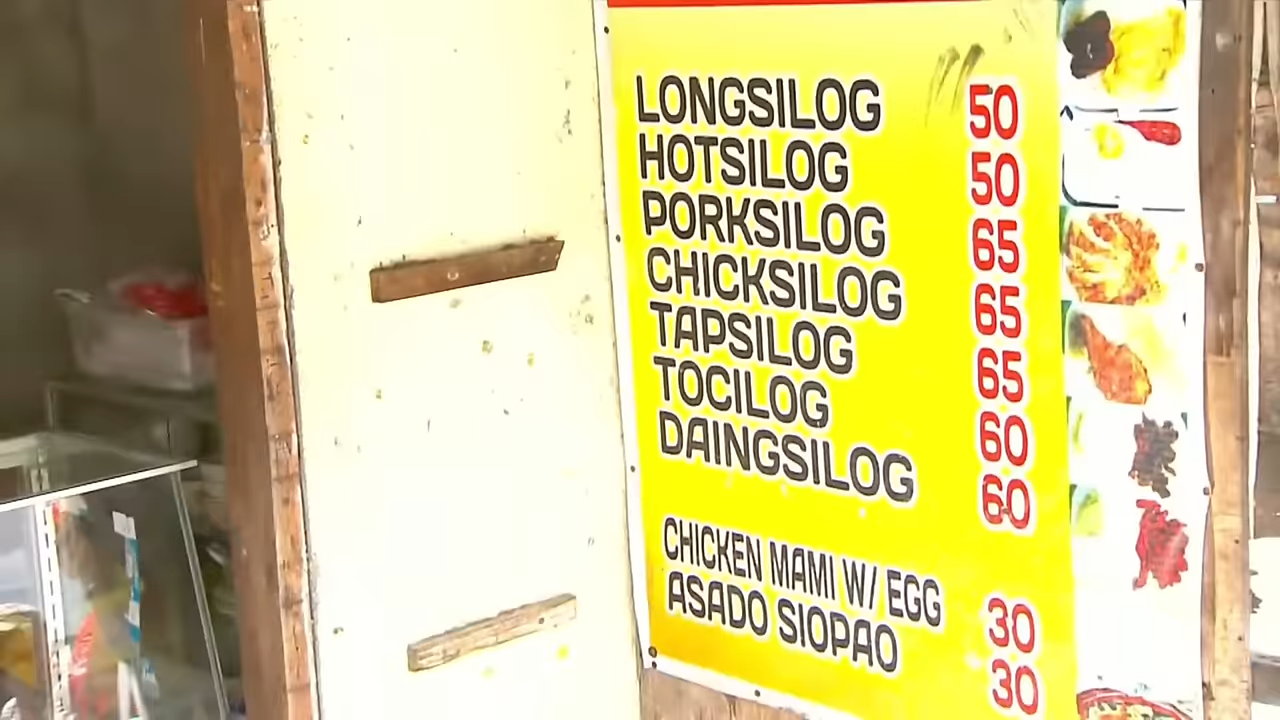 LONGSILOG 50
HOTSILOG 50
PORKSILOG 65
CHICKSILOG 65
TAPSILOG 65
TOCILOG 60
DAINGSILOG 60
CHICKEN MAMI W/ EGG 30
ASADO SIOPAO 30